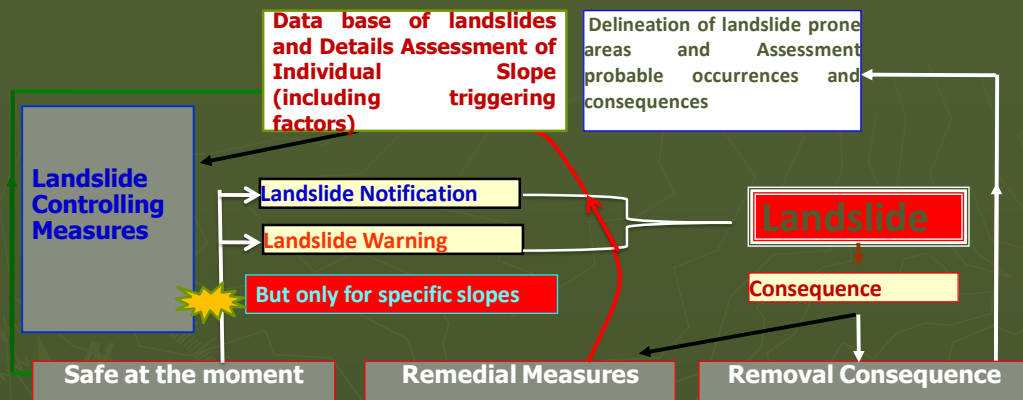 Data base of landslides
and Details Assessment of
Individual Slope
(including triggering
factors)
Delineation of landslide prone
areas and Assessment
probable occurrences and
consequences
Landslide
Controlling
Measures
Landslide Notification
Landslide Warning
But only for specific slopes
Landslide
Consequence
Safe at the moment
Remedial Measures
Removal Consequence